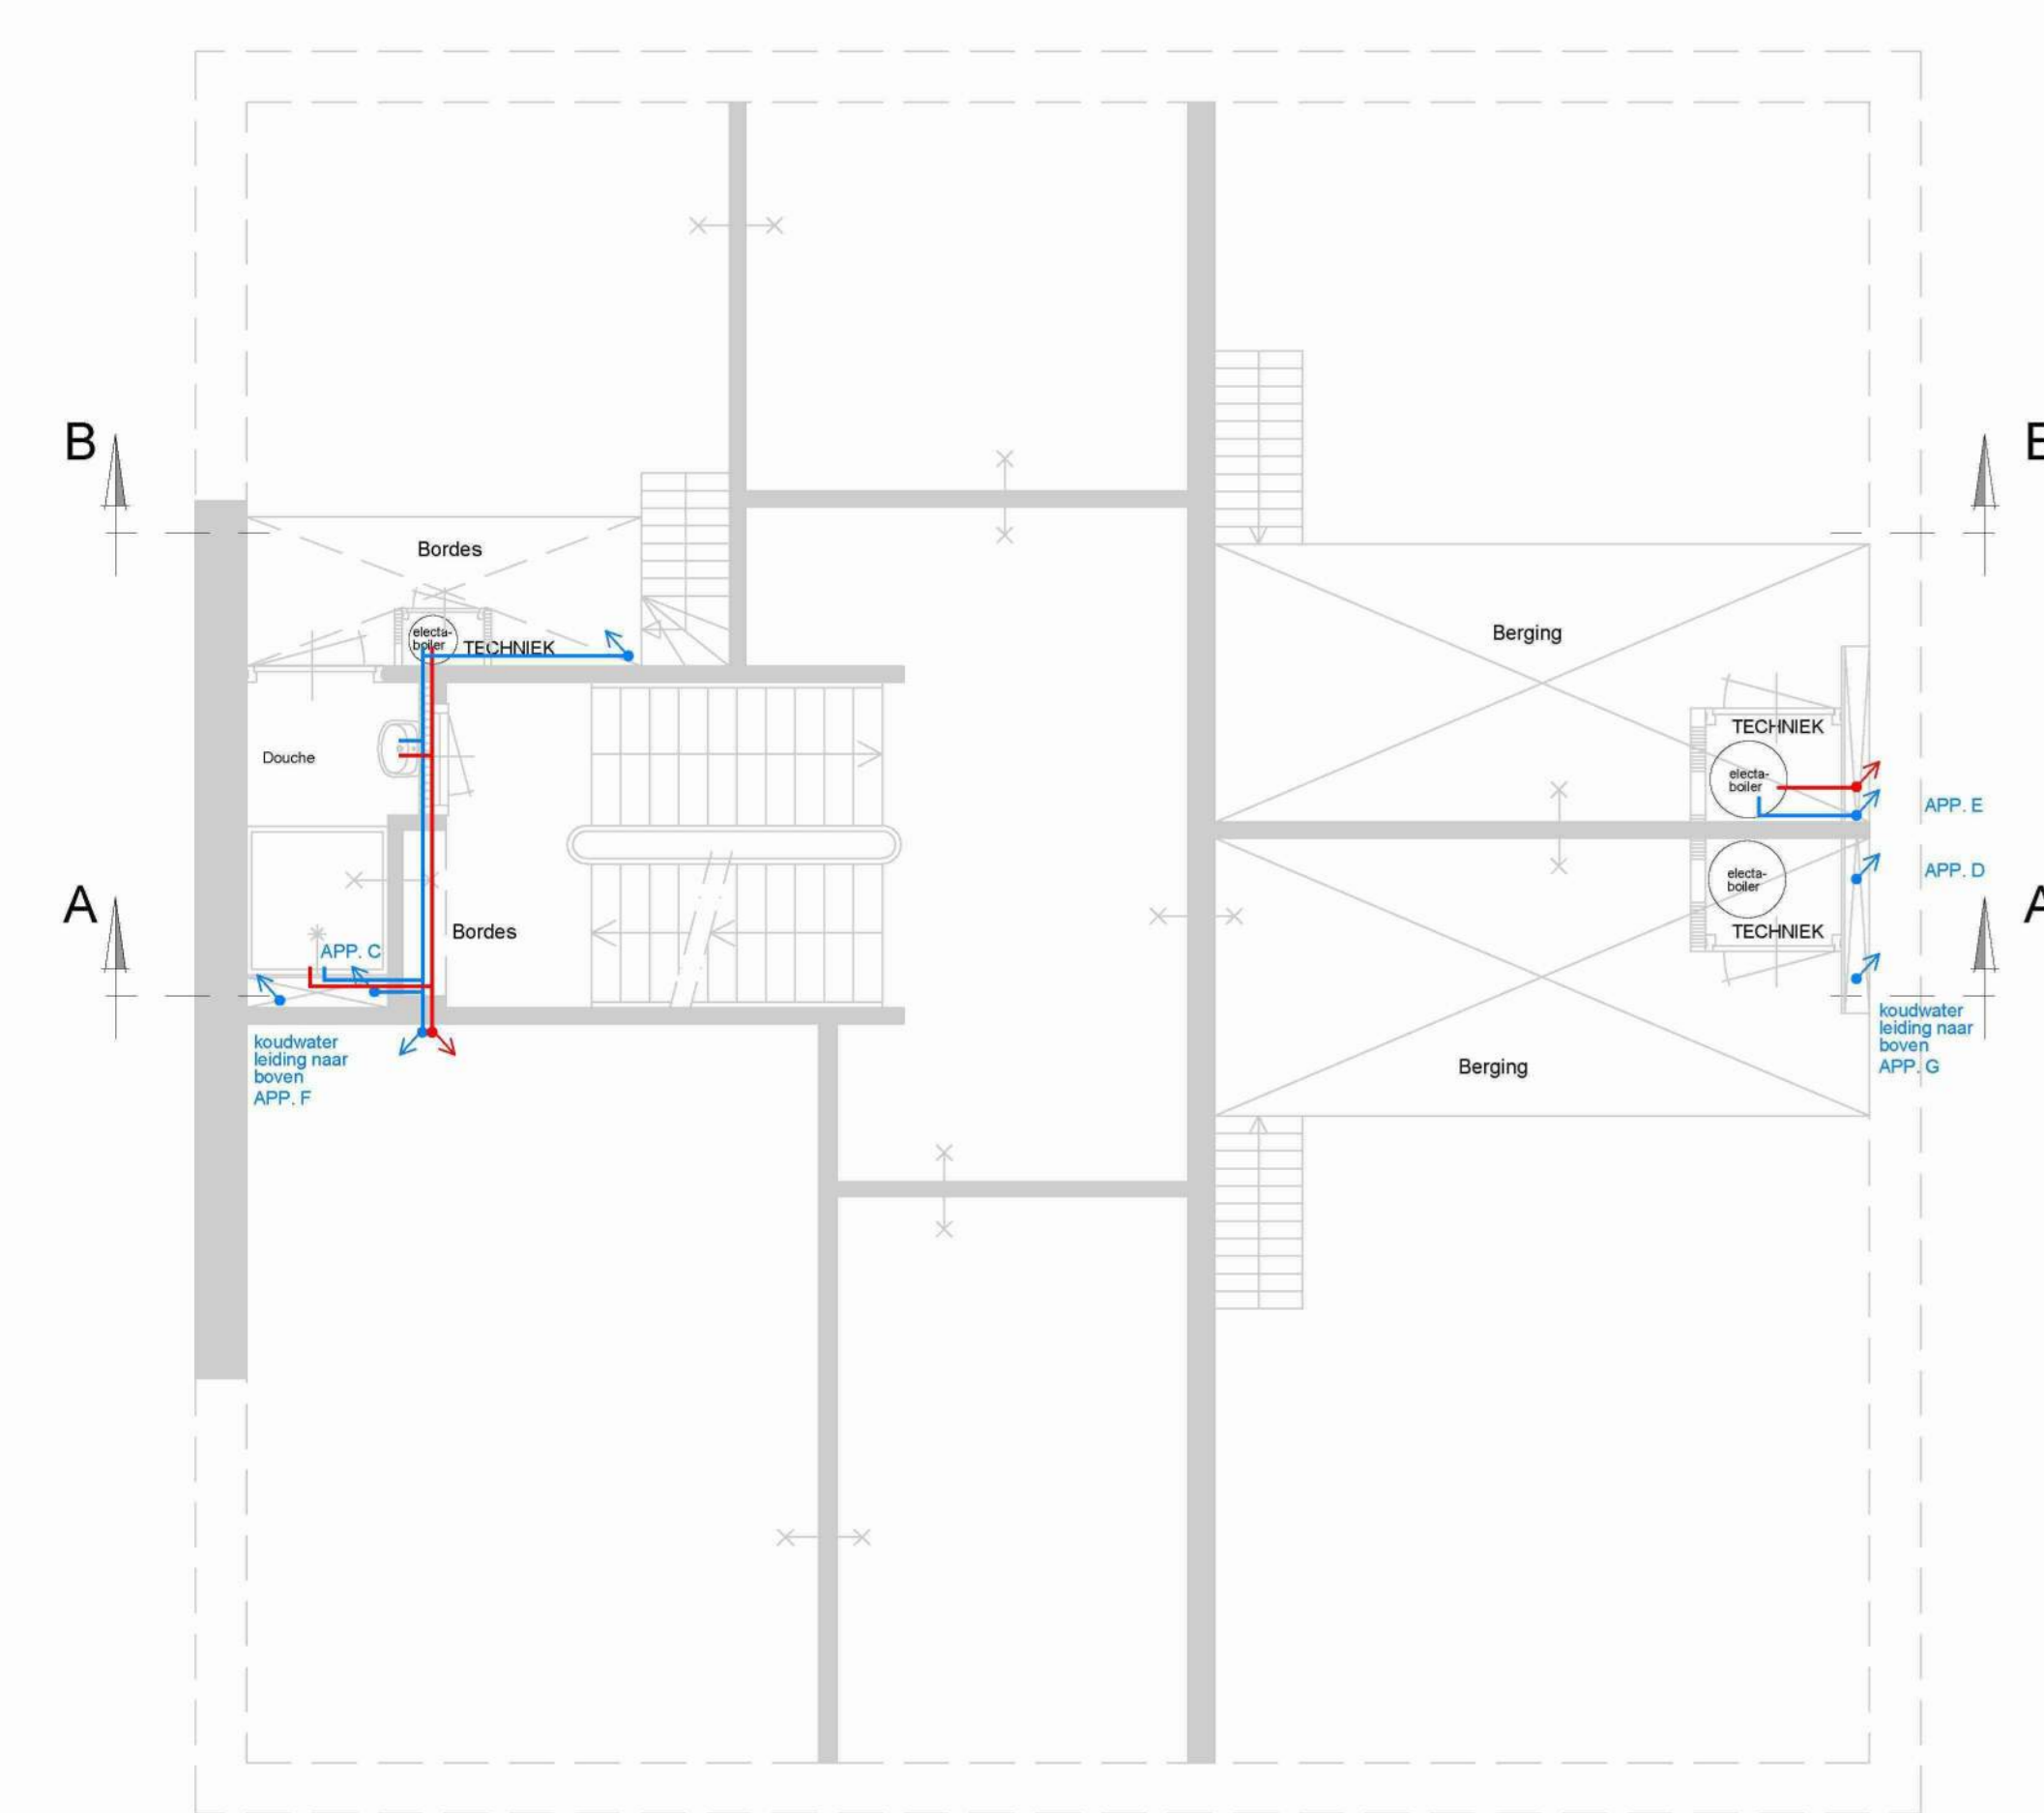 B
E
Bordes
Berging
electa-
boiler
TECHNIEK
TECHNIEK
Douche
electa-
boiler
APP. E
electa-
boiler
APP. D
A
A
Bordes
TECHNIEK
APP. C
koudwater
leiding naar
boven
APP. F
koudwater
leiding naar
boven
APP. G
Berging